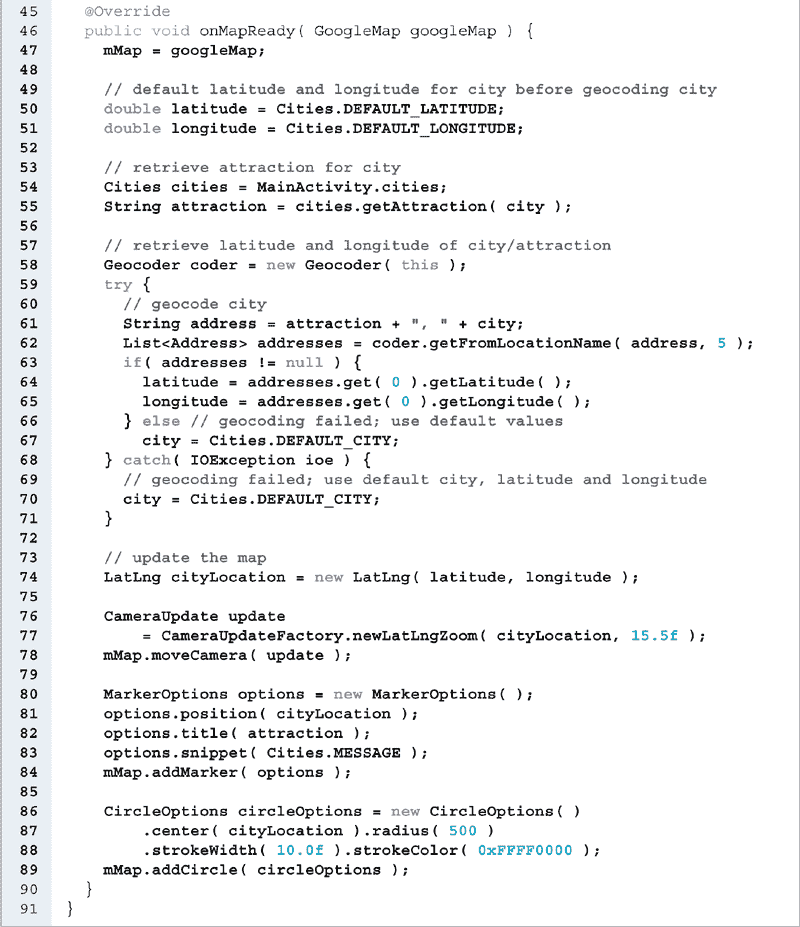 45 @Override
46 public void onMapReady( GoogleMap googleMap ) {
47 mMap = googleMap;
48
49 // default latitude and longitude for city before geocoding city
50 double latitude = Cities.DEFAULT_LATITUDE;
51 double longitude = Cities.DEFAULT_LONGITUDE;
52
53 // retrieve attraction for city
54 Cities cities = MainActivity.cities;
55 String attraction = cities.getAttraction( city );
56
57 // retrieve latitude and longitude of city/attraction
58 Geocoder coder = new Geocoder( this );
59 try {
60 // geocode city
61 String address = attraction + ", " + city;
62 List<Address> addresses = coder.getFromLocationName( address, 5 );
63 if( addresses != null ) {
64 latitude = addresses.get( 0 ).getLatitude( );
65 longitude = addresses.get( 0 ).getLongitude( );
66 } else // geocoding failed; use default values
67 city = Cities.DEFAULT_CITY;
68 } catch( IOException ioe ) {
69 // geocoding failed; use default city, latitude and longitude
70 city = Cities.DEFAULT_CITY;
71 }
72
73 // update the map
74 LatLng cityLocation = new LatLng( latitude, longitude );
75
76 CameraUpdate update
77 = CameraUpdateFactory.newLatLngZoom( cityLocation, 15.5f );
78 mMap.moveCamera( update );
79
80 MarkerOptions options = new MarkerOptions( );
81 options.position( cityLocation );
82 options.title( attraction );
83 options.snippet( Cities.MESSAGE );
84 mMap.addMarker( options );
85
86 CircleOptions circleOptions = new CircleOptions( )
87 .center( cityLocation ).radius( 500 )
88 .strokeWidth( 10.0f ).strokeColor( 0xFFFF0000 );
89 mMap.addCircle( circleOptions );
90 }
91 }